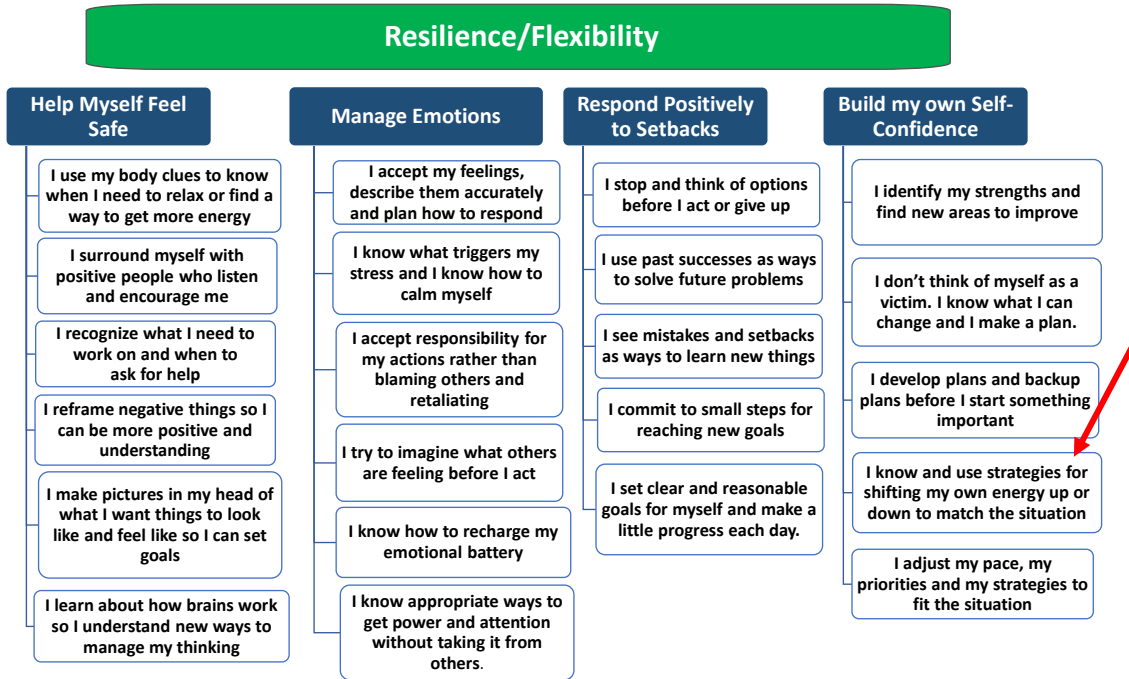 Resilience/Flexibility
Help Myself Feel
Safe
I use my body clues to know
when I need to relax or find a
way to get more energy
I surround myself with
positive people who listen
and encourage me
I recognize what I need to
work on and when to
ask for help
I reframe negative things so I
can be more positive and
understanding
I make pictures in my head of
what I want things to look
like and feel like so I can set
goals
I learn about how brains work
so I understand new ways to
manage my thinking
Manage Emotions
I accept my feelings,
describe them accurately
and plan how to respond
I know what triggers my
stress and I know how to
calm myself
I accept responsibility for
my actions rather than
blaming others and
retaliating
I try to imagine what others
are feeling before I act
I know how to recharge my
emotional battery
I know appropriate ways to
get power and attention
without taking it from
others.
Respond Positively
to Setbacks
I stop and think of options
before I act or give up
I use past successes as ways
to solve future problems
I see mistakes and setbacks
as ways to learn new things
I commit to small steps for
reaching new goals
I set clear and reasonable
goals for myself and make a
little progress each day.
Build my own Self-
Confidence
I identify my strengths and
find new areas to improve
I don’t think of myself as a
victim. I know what I can
change and I make a plan.
I develop plans and backup
plans before I start something
important
I know and use strategies for
shifting my own energy up or
down to match the situation
I adjust my pace, my
priorities and my strategies to
fit the situation